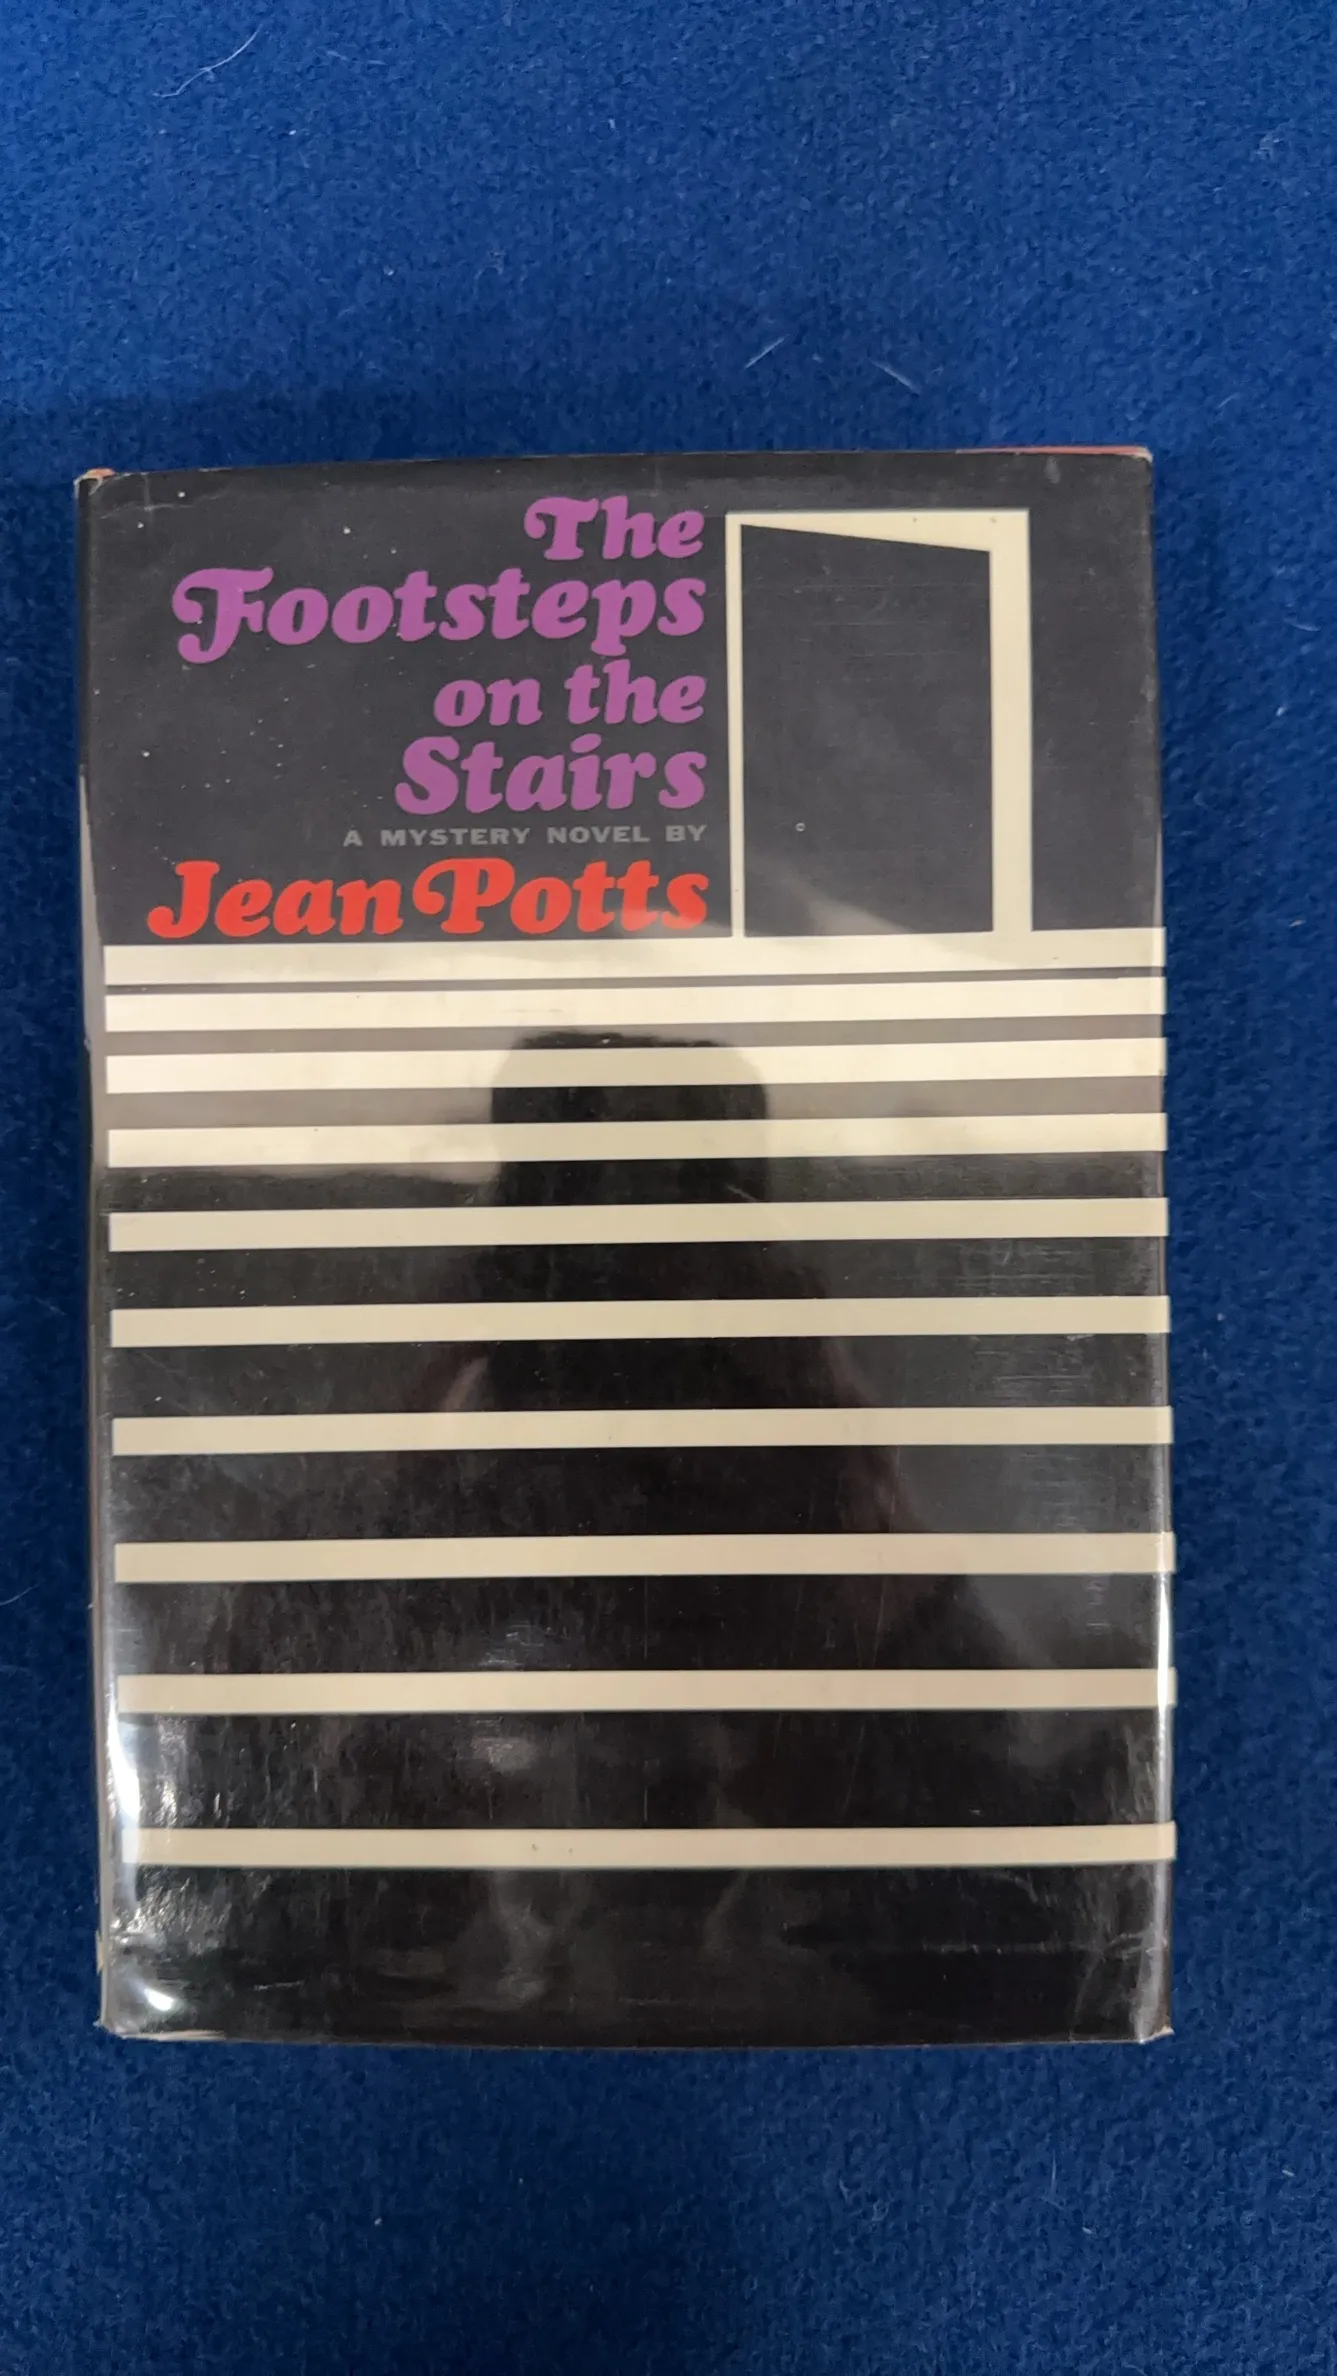 The
Footsteps
on the
Stairs
A MYSTERY NOVEL BY
Jean Potts